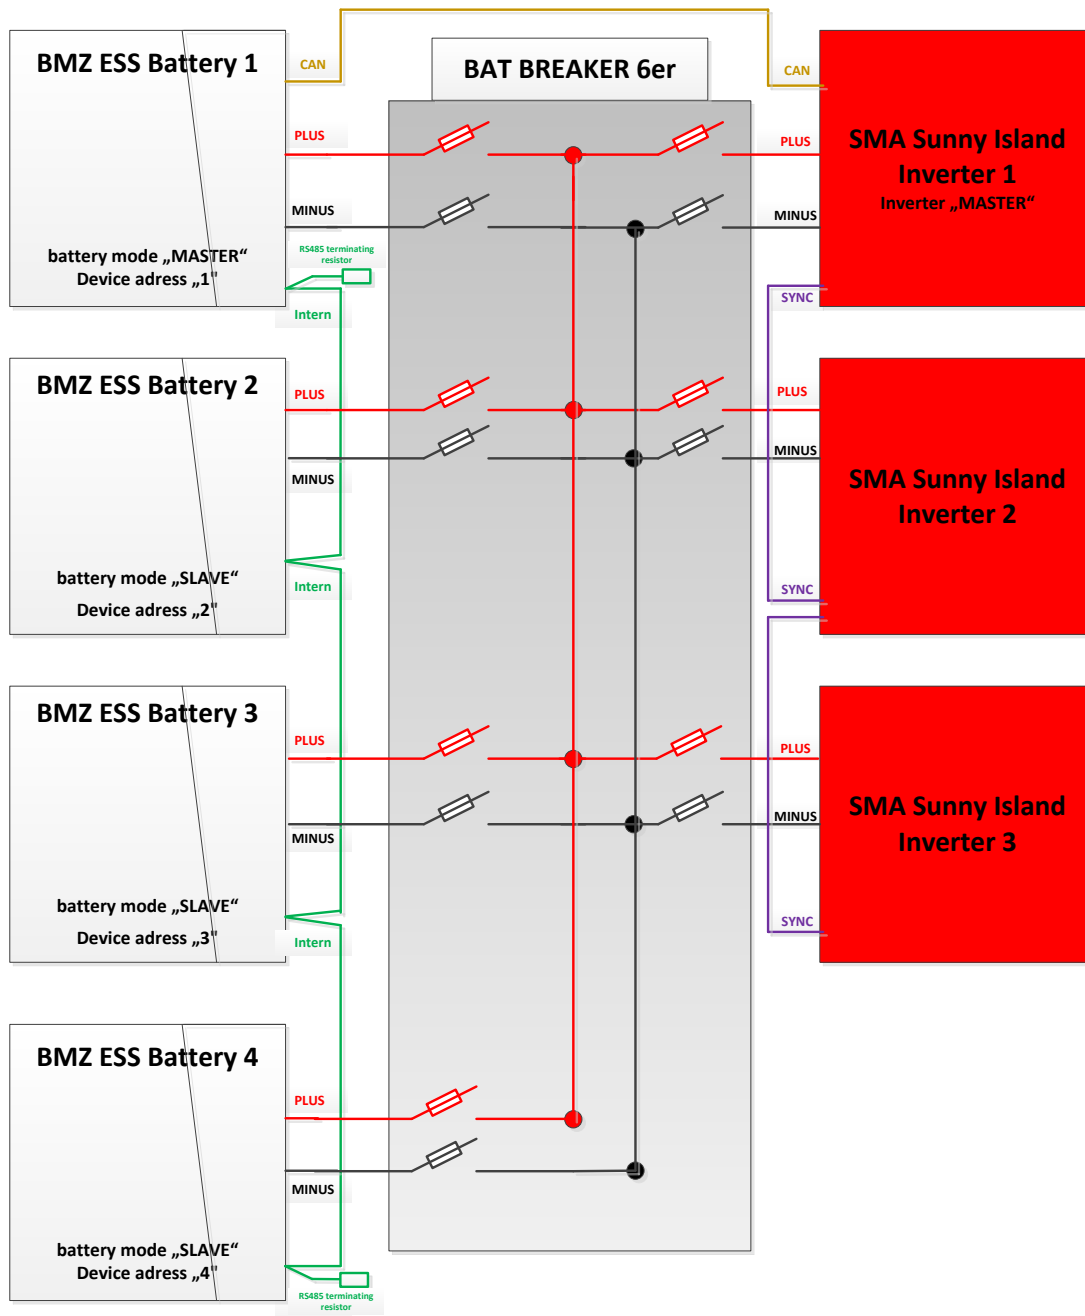 BMZ ESS Battery 1
CAN
PLUS
MINUS
battery mode „MASTER“
Device adress „1"
RS485 terminating
resistor
Intern
BAT BREAKER 6er
CAN
PLUS
MINUS
SYNC
SMA Sunny Island
Inverter 1
Inverter „MASTER“
BMZ ESS Battery 2
PLUS
MINUS
battery mode „SLAVE“
Device adress „2"
Intern
PLUS
MINUS
SYNC
SMA Sunny Island
Inverter 2
BMZ ESS Battery 3
PLUS
MINUS
battery mode „SLAVE“
Device adress „3"
Intern
PLUS
MINUS
SYNC
SMA Sunny Island
Inverter 3
BMZ ESS Battery 4
PLUS
MINUS
battery mode „SLAVE“
Device adress „4"
RS485 terminating
resistor